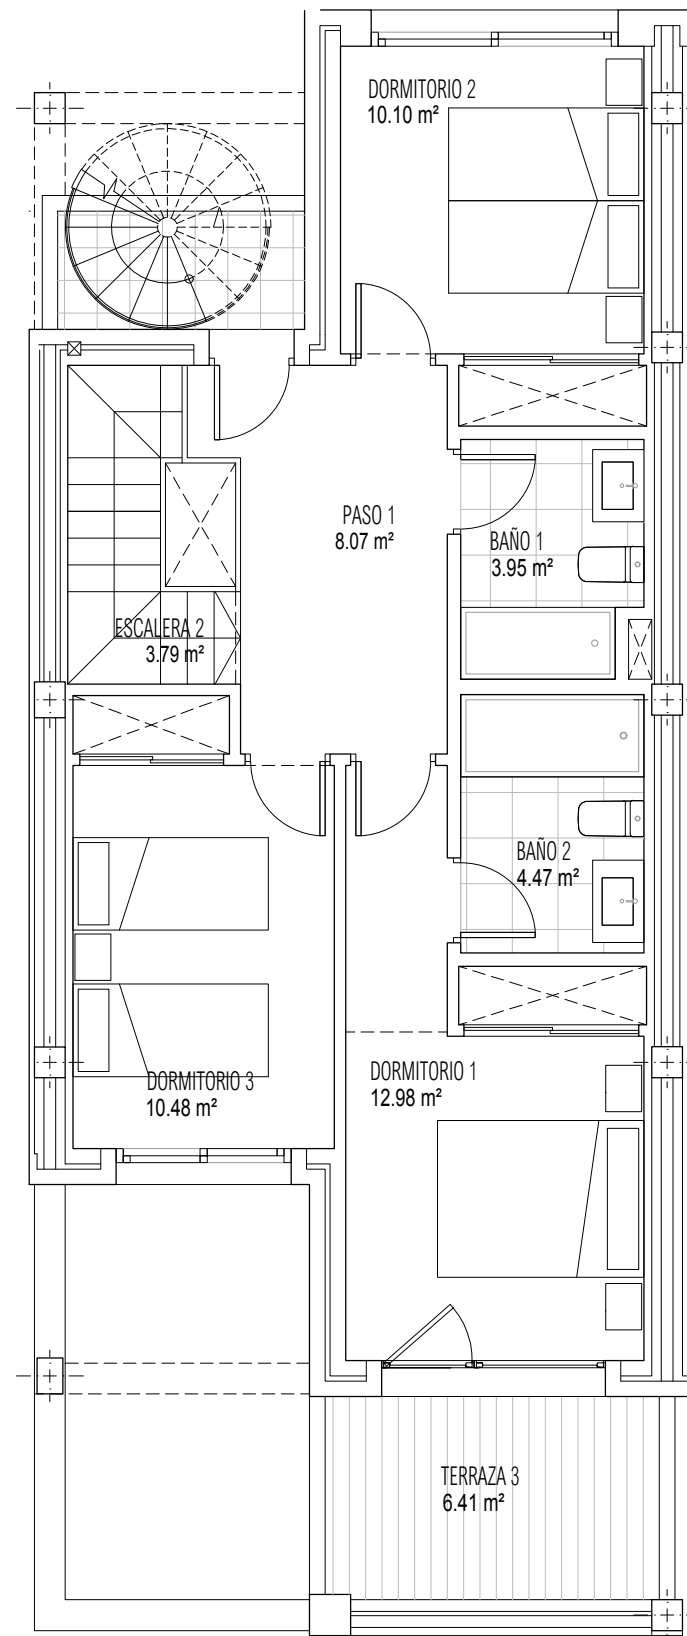 DORMITORIO 2
10.10 m²
PASO 1
8.07 m²
BAÑO 1
3.95 m²
ESCALERA 2
3.79 m²
BAÑO 2
4.47 m²
DORMITORIO 3
10.48 m²
DORMITORIO 1
12.98 m²
TERRAZA 3
6.41 m²